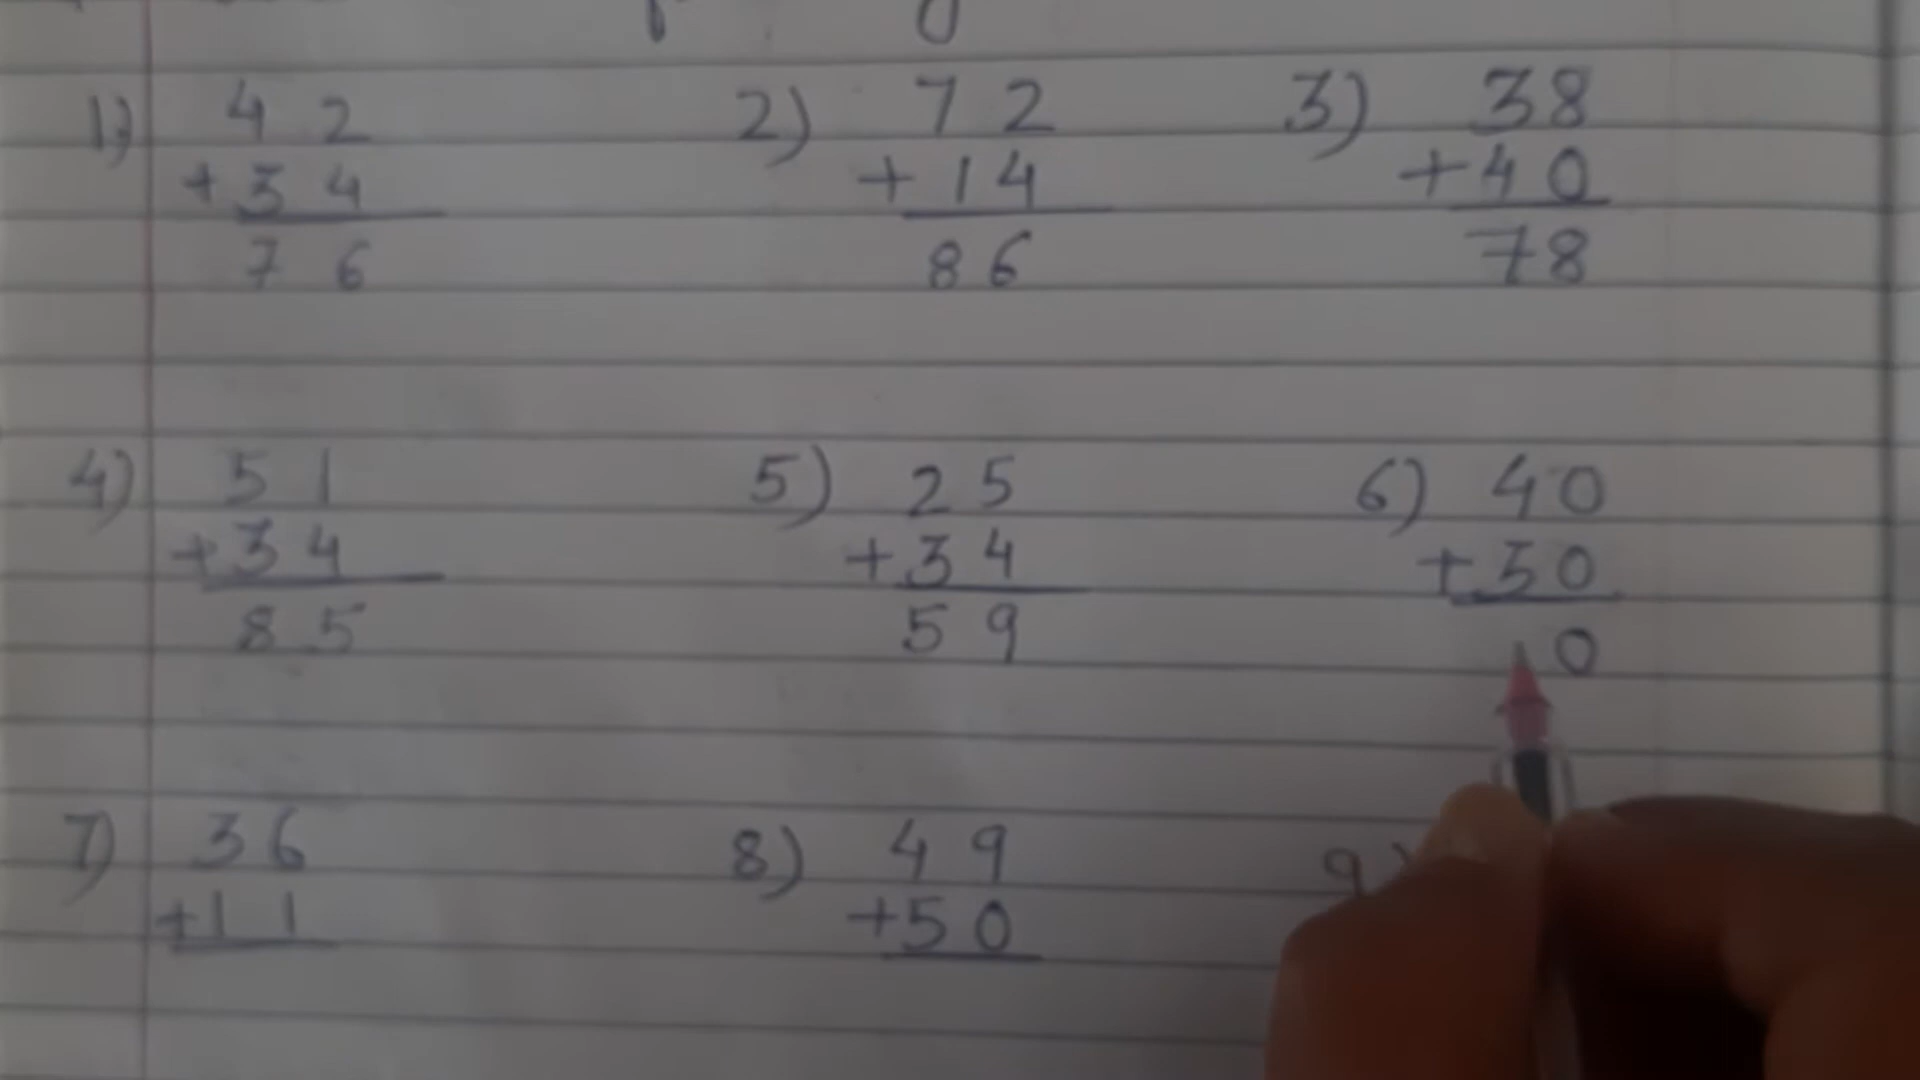 1) 42 2) 72 3) 38
+34 +14 +40
76 86 78
4) 51 5) 25 6) 40
+34 +34 +50
85 59 0
7) 36 8) 49 9)
+11 +50